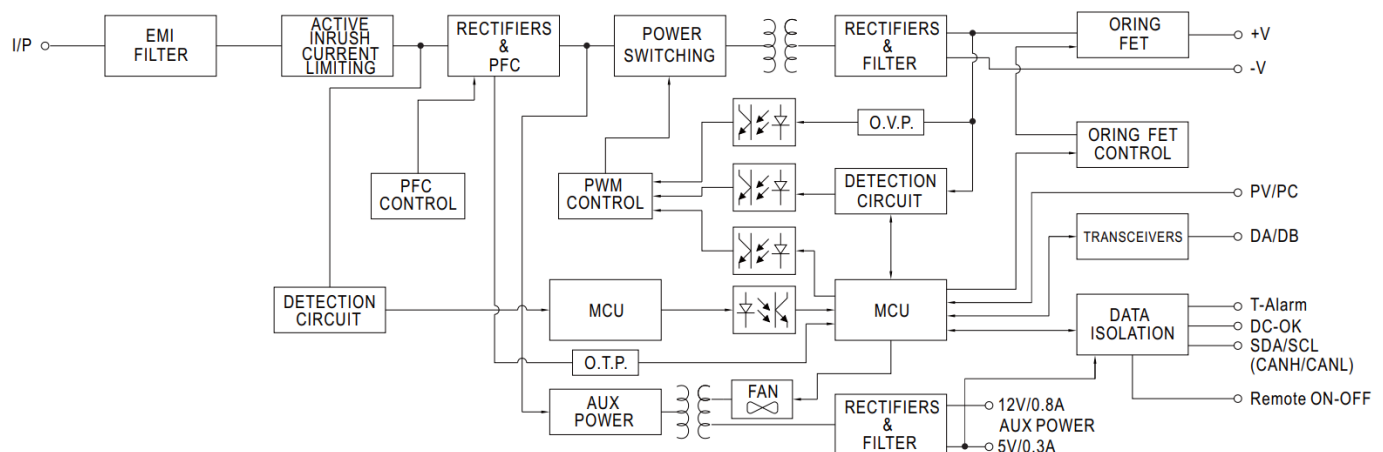 I/P
EMI
FILTER
ACTIVE
INRUSH
CURRENT
LIMITING
RECTIFIERS
&
PFC
POWER
SWITCHING
RECTIFIERS
&
FILTER
ORING
FET
+V
-V
O.V.P.
ORING FET
CONTROL
PFC
CONTROL
PWM
CONTROL
DETECTION
CIRCUIT
PV/PC
TRANSCEIVERS
DA/DB
DETECTION
CIRCUIT
MCU
MCU
DATA
ISOLATION
T-Alarm
DC-OK
SDA/SCL
(CANH/CANL)
O.T.P.
AUX
POWER
FAN
RECTIFIERS
&
FILTER
12V/0.8A
AUX POWER
5V/0.3A
Remote ON-OFF